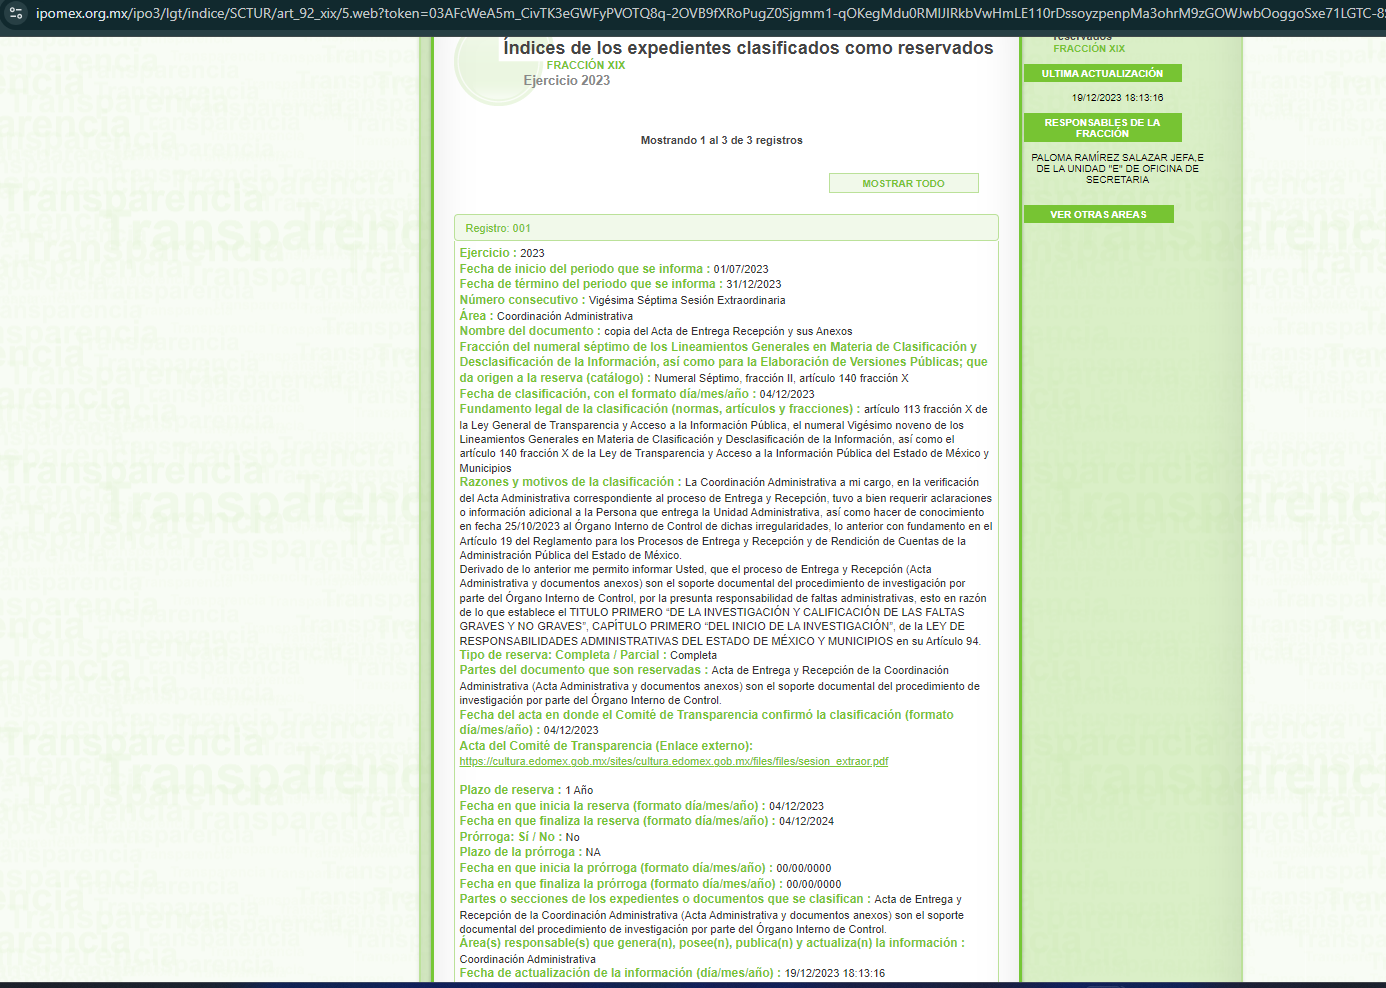 ipomex.org.mx/ipo3/lgt/indice/SCTUR/art_92_xix/5.web?token=03AFcWeA5m_CivTK3eGWFyPVOTQ8q-2OVB9fXRoPugZ0Sjgmm1-qOKegMdu0RMIJIRkbVwHmLE110rDssoyzpenpMa3ohrM9zGOWJwbOoggoSxe71LGTC-8
Índices de los expedientes clasificados como reservados
FRACCIÓN XIX
Ejercicio 2023
Mostrando 1 al 3 de 3 registros
MOSTRAR TODO
Registro: 001
Ejercicio : 2023
Fecha de inicio del periodo que se informa : 01/07/2023
Fecha de término del periodo que se informa : 31/12/2023
Número consecutivo : Vigésima Séptima Sesión Extraordinaria
Área : Coordinación Administrativa
Nombre del documento : copia del Acta de Entrega Recepción y sus Anexos
Fracción del numeral séptimo de los Lineamientos Generales en Materia de Clasificación y
Desclasificación de la Información, así como para la Elaboración de Versiones Públicas; que
da origen a la reserva (catálogo) : Numeral Séptimo, fracción II, artículo 140 fracción X
Fecha de clasificación, con el formato día/mes/año : 04/12/2023
Fundamento legal de la clasificación (normas, artículos y fracciones) : artículo 113 fracción X de
la Ley General de Transparencia y Acceso a la Información Pública, el numeral Vigésimo noveno de los
Lineamientos Generales en Materia de Clasificación y Desclasificación de la Información, así como el
artículo 140 fracción X de la Ley de Transparencia y Acceso a la Información Pública del Estado de México y
Municipios
Razones y motivos de la clasificación : La Coordinación Administrativa a mi cargo, en la verificación
del Acta Administrativa correspondiente al proceso de Entrega y Recepción, tuvo a bien requerir aclaraciones
o información adicional a la Persona que entrega la Unidad Administrativa, así como hacer de conocimiento
en fecha 25/10/2023 al Órgano Interno de Control de dichas irregularidades, lo anterior con fundamento en el
Artículo 19 del Reglamento para los Procesos de Entrega y Recepción y de Rendición de Cuentas de la
Administración Pública del Estado de México.
Derivado de lo anterior me permito informar Usted, que el proceso de Entrega y Recepción (Acta
Administrativa y documentos anexos) son el soporte documental del procedimiento de investigación por
parte del Órgano Interno de Control, por la presunta responsabilidad de faltas administrativas, esto en razón
de lo que establece el TITULO PRIMERO “DE LA INVESTIGACIÓN Y CALIFICACIÓN DE LAS FALTAS
GRAVES Y NO GRAVES”, CAPÍTULO PRIMERO “DEL INICIO DE LA INVESTIGACIÓN”, de la LEY DE
RESPONSABILIDADES ADMINISTRATIVAS DEL ESTADO DE MÉXICO Y MUNICIPIOS en su Artículo 94.
Tipo de reserva: Completa / Parcial : Completa
Partes del documento que son reservadas : Acta de Entrega y Recepción de la Coordinación
Administrativa (Acta Administrativa y documentos anexos) son el soporte documental del procedimiento de
investigación por parte del Órgano Interno de Control.
Fecha del acta en donde el Comité de Transparencia confirmó la clasificación (formato
día/mes/año) : 04/12/2023
Acta del Comité de Transparencia (Enlace externo):
https://cultura.edomex.gob.mx/sites/cultura.edomex.gob.mx/files/files/sesion_extraor.pdf
Plazo de reserva : 1 Año
Fecha en que inicia la reserva (formato día/mes/año) : 04/12/2023
Fecha en que finaliza la reserva (formato día/mes/año) : 04/12/2024
Prórroga: Sí / No : No
Plazo de la prórroga : NA
Fecha en que inicia la prórroga (formato día/mes/año) : 00/00/0000
Fecha en que finaliza la prórroga (formato día/mes/año) : 00/00/0000
Partes o secciones de los expedientes o documentos que se clasifican : Acta de Entrega y
Recepción de la Coordinación Administrativa (Acta Administrativa y documentos anexos) son el soporte
documental del procedimiento de investigación por parte del Órgano Interno de Control.
Área(s) responsable(s) que genera(n), posee(n), publica(n) y actualiza(n) la información :
Coordinación Administrativa
Fecha de actualización de la información (día/mes/año) : 19/12/2023 18:13:16
reservados
FRACCIÓN XIX
ULTIMA ACTUALIZACIÓN
19/12/2023 18:13:16
RESPONSABLES DE LA
FRACCIÓN
PALOMA RAMÍREZ SALAZAR JEFA,E
DE LA UNIDAD "E" DE OFICINA DE
SECRETARIA
VER OTRAS AREAS